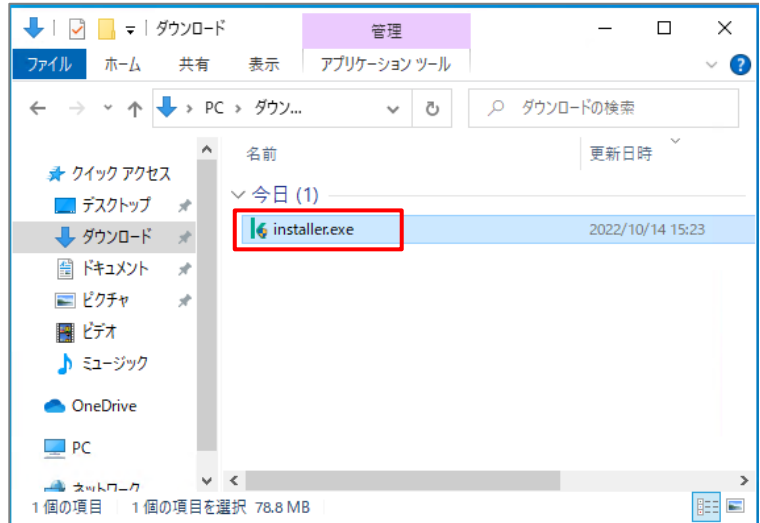 ダウンロード
管理
ファイル ホーム 共有 表示 アプリケーション ツール
PC ダウン... ダウンロードの検索
名前 更新日時
クイック アクセス
今日 (1)
デスクトップ
installer.exe 2022/10/14 15:23
ダウンロード
ドキュメント
ピクチャ
ビデオ
ミュージック
OneDrive
PC
ネットワーク
1 個の項目 1 個の項目を選択 78.8 MB